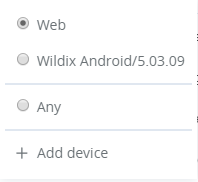 Web
Wildix Android/5.03.09
Any
+ Add device